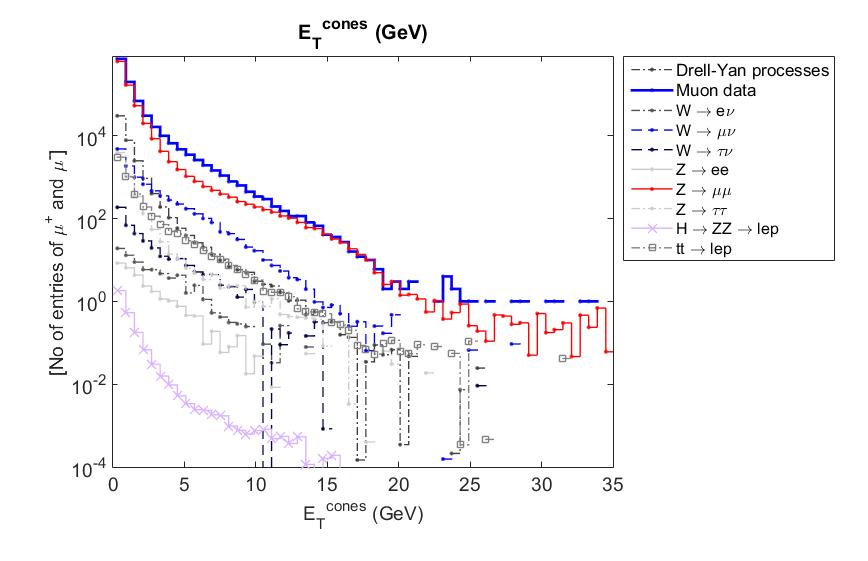 E_T^cones (GeV)
Drell-Yan processes
Muon data
W → eν
W → μν
W → τν
Z → ee
Z → μμ
Z → ττ
H → ZZ → lep
tt → lep
[No of entries of μ^+ and μ^-]
10^4
10^2
10^0
10^-2
10^-4
0 5 10 15 20 25 30 35
E_T^cones (GeV)